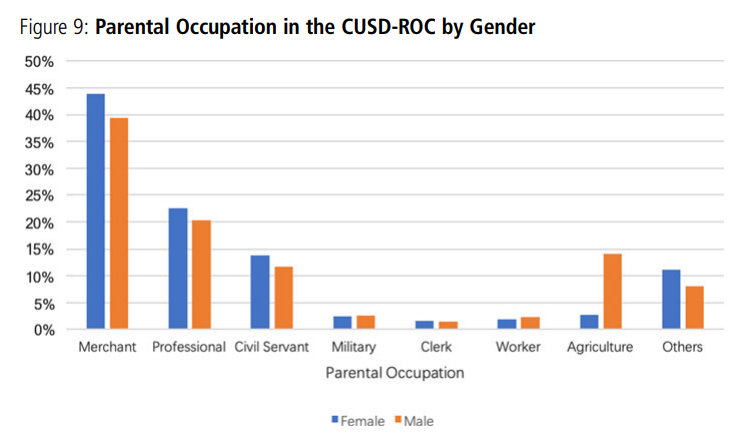 Figure 9: Parental Occupation in the CUSD-ROC by Gender
50%
45%
40%
35%
30%
25%
20%
15%
10%
5%
0%
Merchant Professional Civil Servant Military Clerk Worker Agriculture Others
Parental Occupation
Female Male